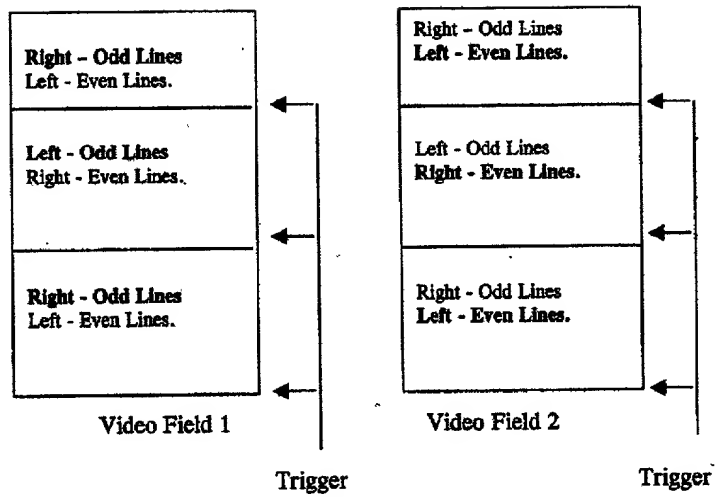 Right – Odd Lines
Left - Even Lines.
Left - Odd Lines
Right - Even Lines.
Right - Odd Lines
Left - Even Lines.
Video Field 1
Trigger
Right – Odd Lines
Left - Even Lines.
Left - Odd Lines
Right - Even Lines.
Right - Odd Lines
Left - Even Lines.
Video Field 2
Trigger